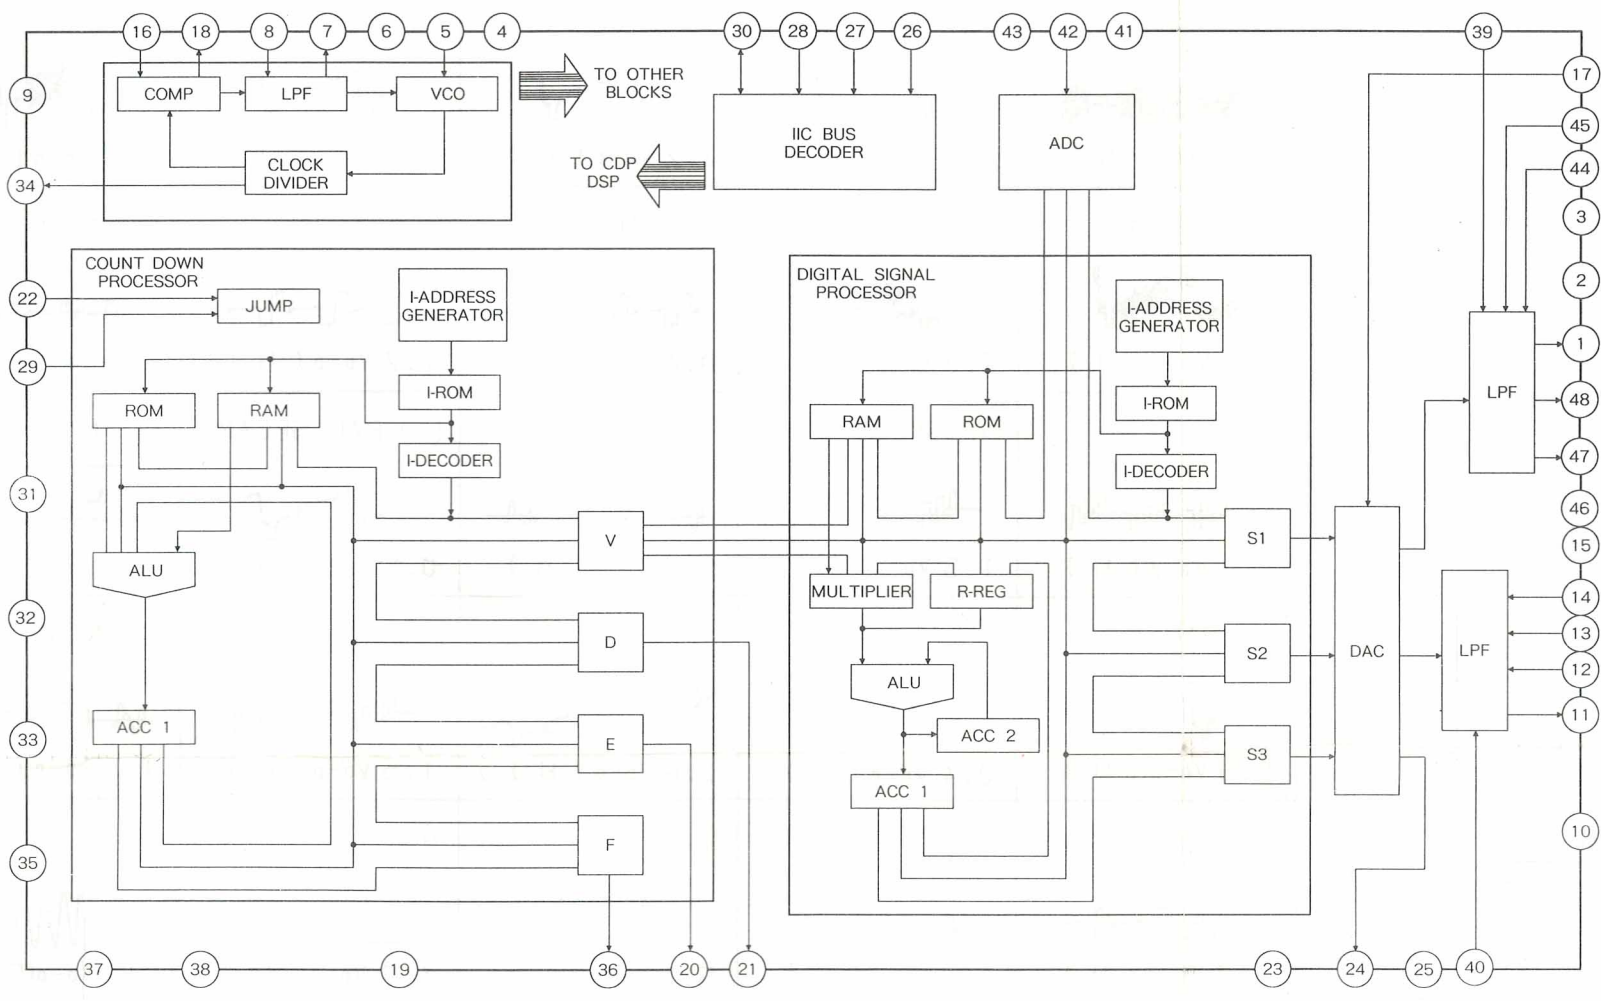 16 18 8 7 6 5 4 30 28 27 26 43 42 41 39
9
34
22
29
31
32
33
35
COMP
LPF
VCO
CLOCK
DIVIDER
TO OTHER
BLOCKS
TO CDP
DSP
IIC BUS
DECODER
ADC
COUNT DOWN
PROCESSOR
JUMP
I-ADDRESS
GENERATOR
I-ROM
I-DECODER
ROM
RAM
ALU
ACC 1
V
D
E
F
DIGITAL SIGNAL
PROCESSOR
I-ADDRESS
GENERATOR
I-ROM
I-DECODER
RAM
ROM
MULTIPLIER
R-REG
ALU
ACC 2
ACC 1
S1
S2
S3
DAC
LPF
LPF
17
45
44
3
2
1
48
47
46
15
14
13
12
11
10
37 38 19 36 20 21 23 24 25 40